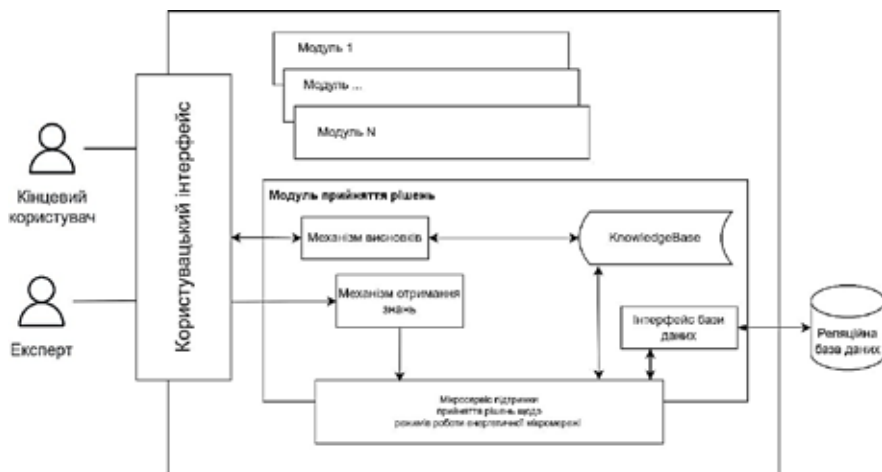 Модуль 1
Модуль ...
Модуль N
Користувацький інтерфейс
Кінцевий
користувач
Експерт
Модуль прийняття рішень
Механізм висновків
KnowledgeBase
Механізм отримання
знань
Інтерфейс бази
даних
Реляційна
база даних
Мікросервіс підтримки
прийняття рішень щодо
режимів роботи енергетичної мікромережі